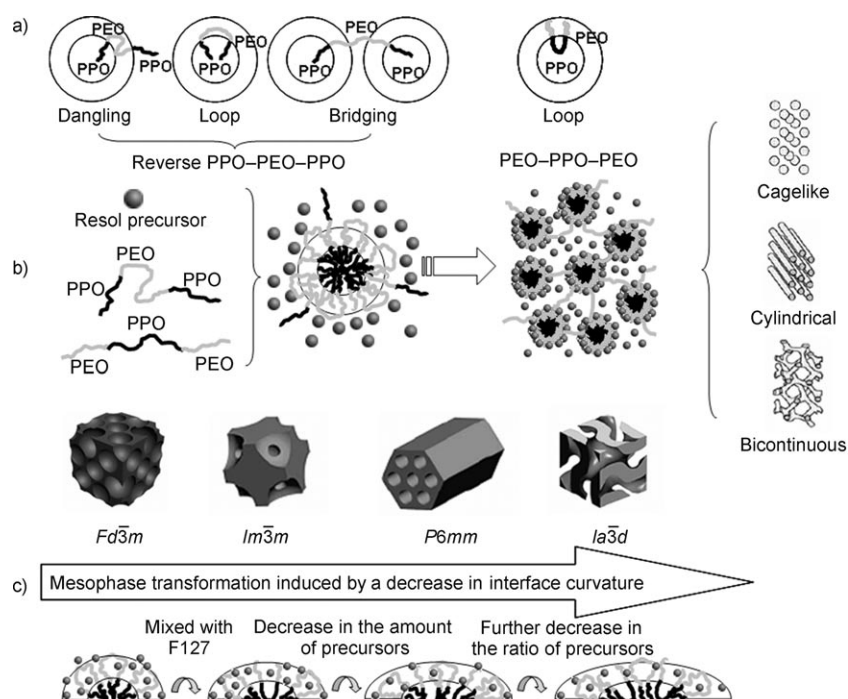 a)
PEO
PPO
PPO
Dangling
PEO
PPO
Loop
PEO
PPO
PPO
Bridging
PEO
PPO
Loop
Reverse PPO–PEO–PPO
PEO–PPO–PEO
Cagelike
Resol precursor
b)
PEO
PPO
PPO
PPO
PEO
PEO
Cylindrical
Bicontinuous
Fd3̅m
Im3̅m
P6mm
Ia3̅d
Mesophase transformation induced by a decrease in interface curvature
c)
Mixed with
F127
Decrease in the amount
of precursors
Further decrease in
the ratio of precursors